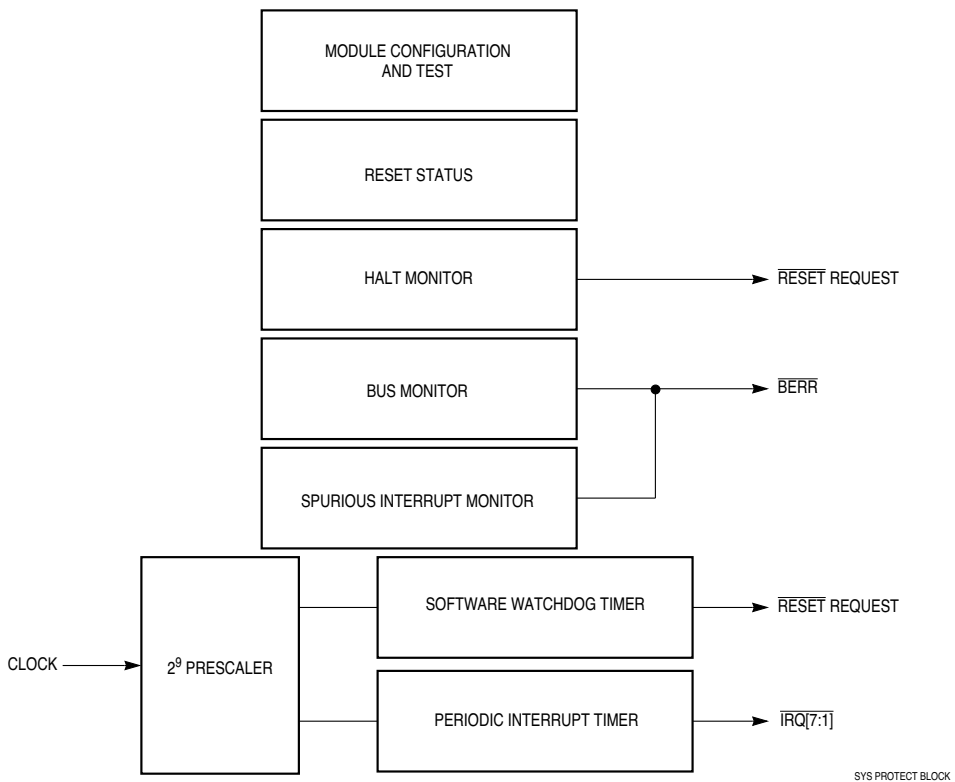 MODULE CONFIGURATION
AND TEST
RESET STATUS
HALT MONITOR
RESET REQUEST
BUS MONITOR
BERR
SPURIOUS INTERRUPT MONITOR
SOFTWARE WATCHDOG TIMER
RESET REQUEST
CLOCK
2⁹ PRESCALER
PERIODIC INTERRUPT TIMER
IRQ[7:1]
SYS PROTECT BLOCK